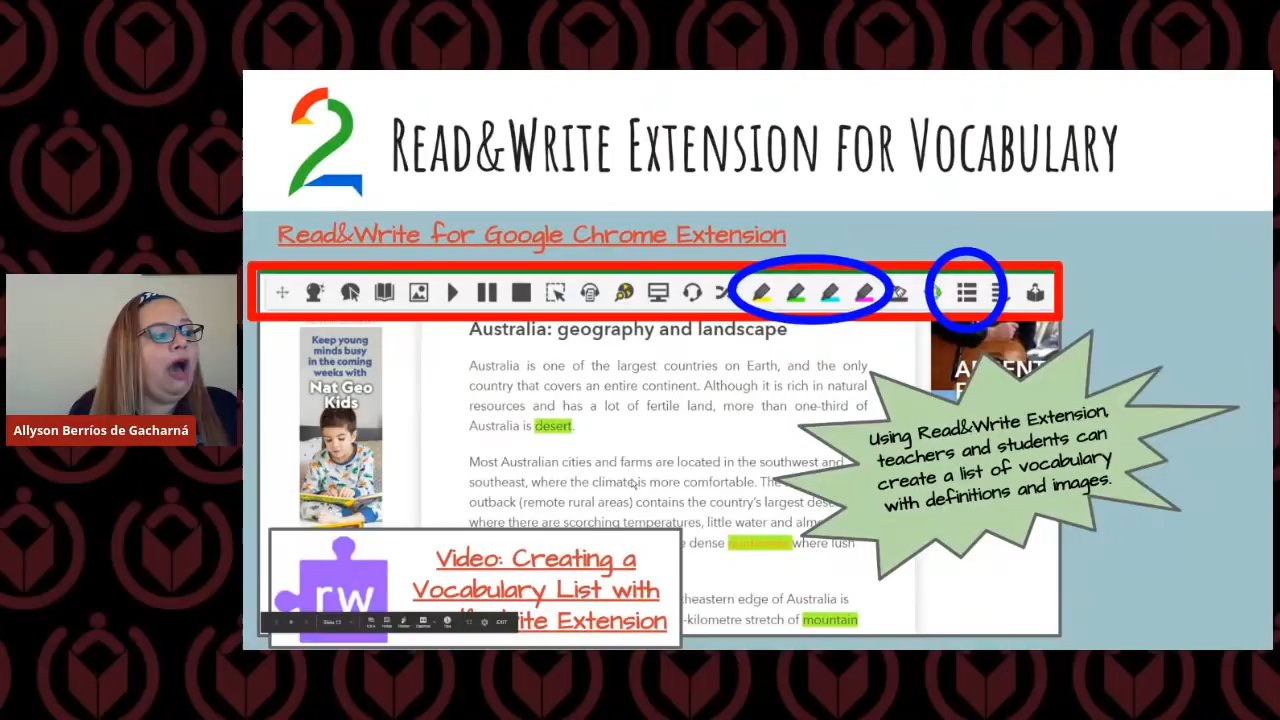 2 Read&Write Extension for Vocabulary
Read&Write for Google Chrome Extension
Keep young
minds busy
in the coming
weeks with
Nat Geo
Kids
Australia: geography and landscape
Australia is one of the largest countries on Earth, and the only
country that covers an entire continent. Although it is rich in natural
resources and has a lot of fertile land, more than one-third of
Australia is desert.
Most Australian cities and farms are located in the southwest and
southeast, where the climate is more comfortable. The
outback (remote rural areas) contains the country's largest
where there are scorching temperatures, little water and
dense where lush
heastern edge of Australia is
-kilometre stretch of mountain
Using Read&Write Extension,
teachers and students can
create a list of vocabulary
with definitions and images.
Video: Creating a
Vocabulary List with
ite Extension
rw
Allyson Berríos de Gacharná